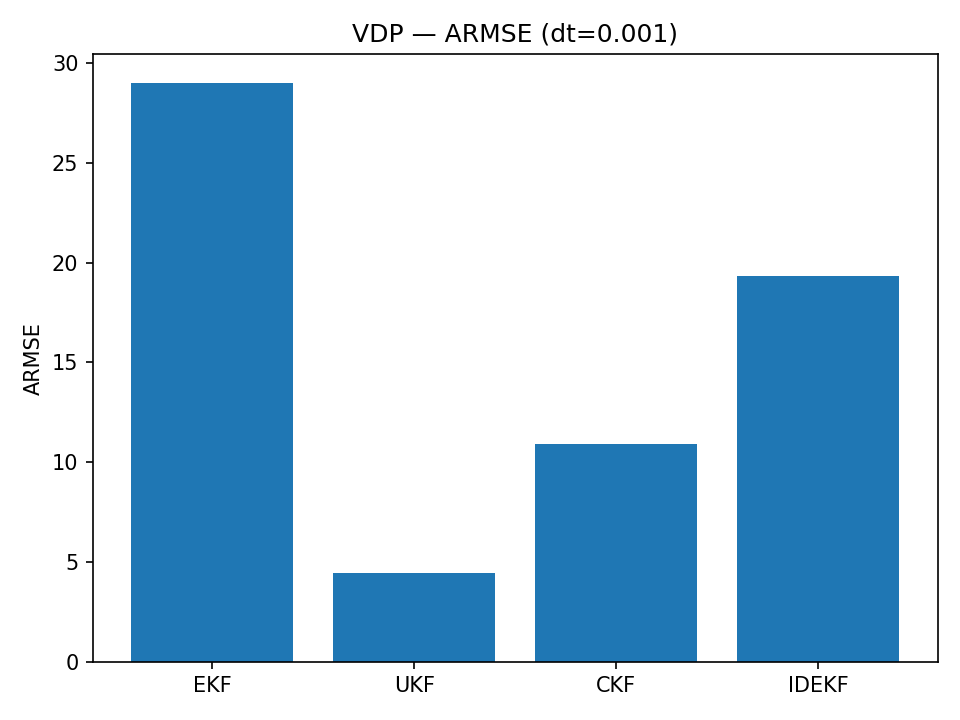 VDP — ARMSE (dt=0.001)
ARMSE
30
25
20
15
10
5
0
EKF UKF CKF IDEKF